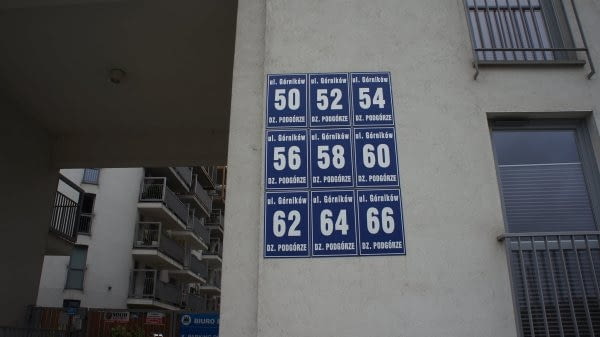 ul. Górników
50
DZ. PODGÓRZE
ul. Górników
52
DZ. PODGÓRZE
ul. Górników
54
DZ. PODGÓRZE
ul. Górników
56
DZ. PODGÓRZE
ul. Górników
58
DZ. PODGÓRZE
ul. Górników
60
DZ. PODGÓRZE
ul. Górników
62
DZ. PODGÓRZE
ul. Górników
64
DZ. PODGÓRZE
ul. Górników
66
DZ. PODGÓRZE
BIURO